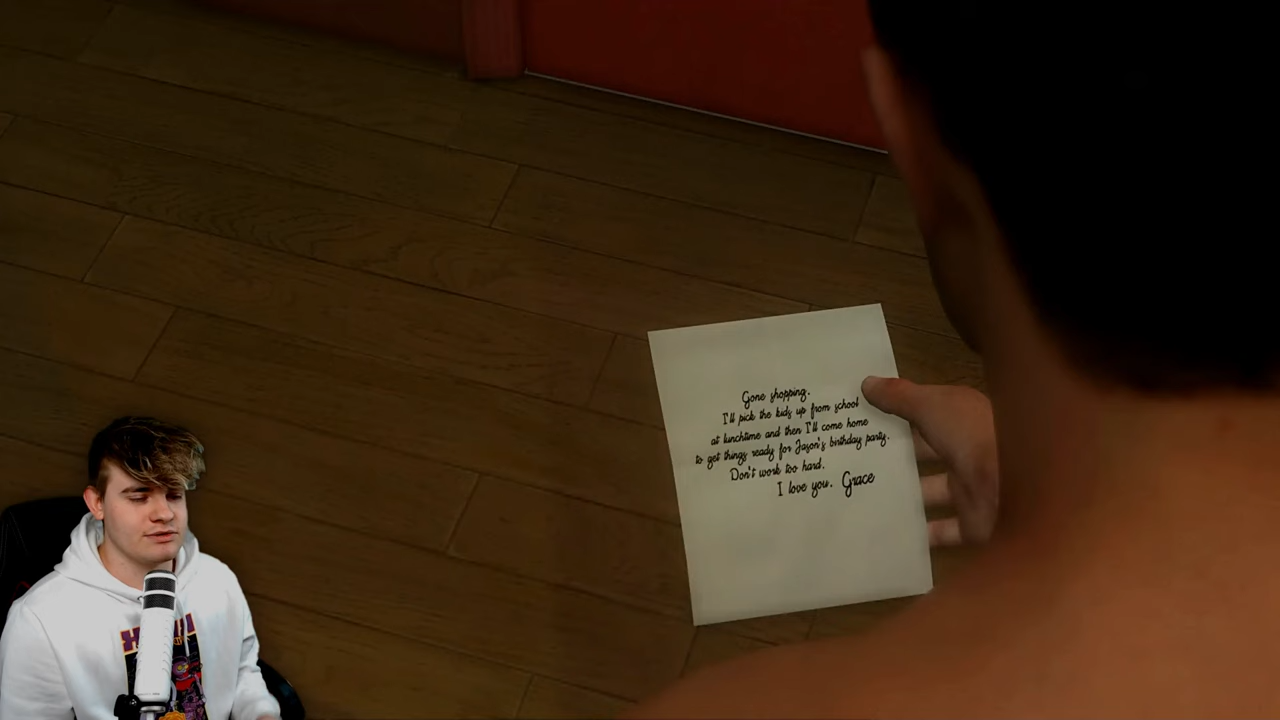 Gone shopping.
I'll pick the kids up from school
at lunchtime and then I'll come home
to get things ready for Jason's birthday party.
Don't work too hard.
I love you. Grace